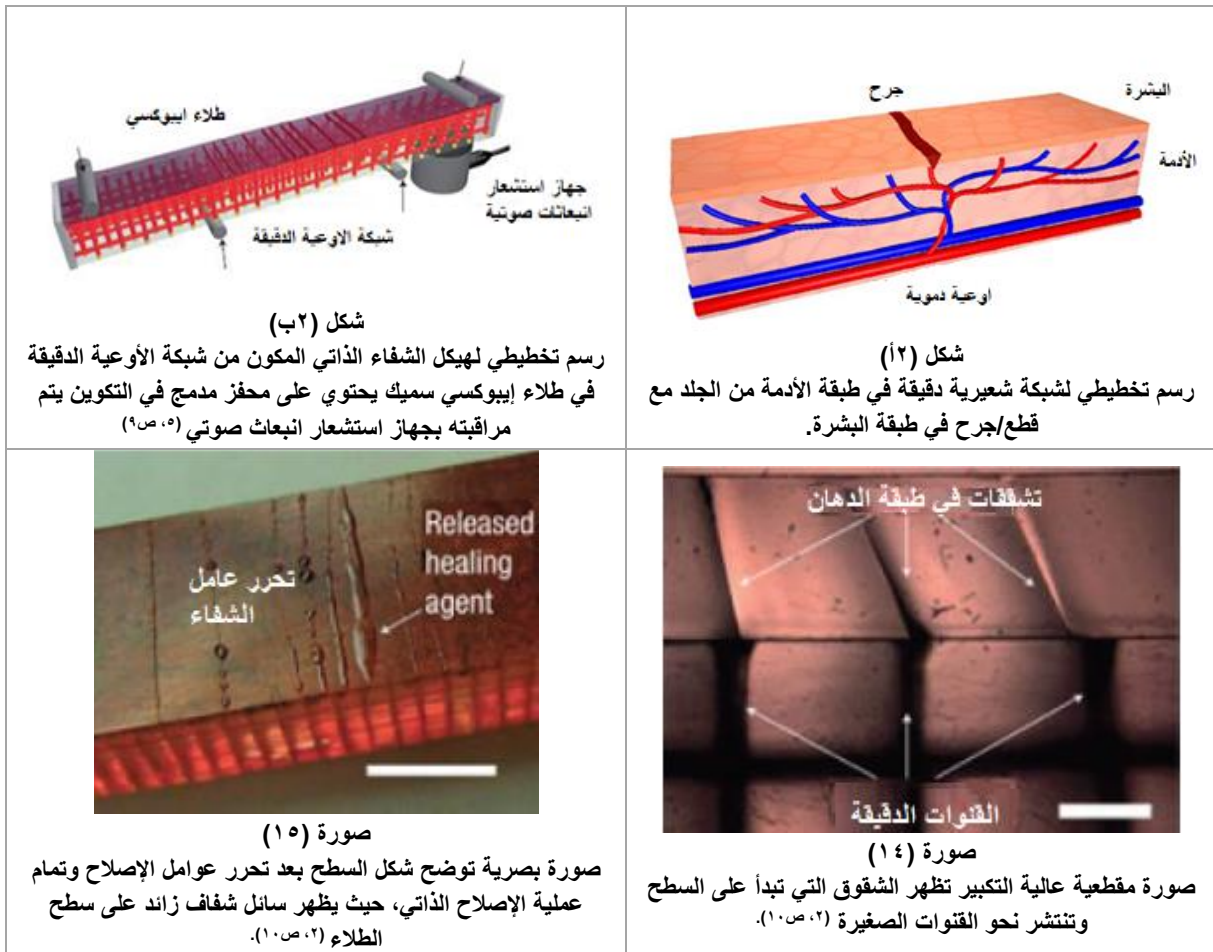 جرح
البشرة
الأدمة
اوعية دموية
شكل (٢أ)
رسم تخطيطي لشبكة شعيرية دقيقة في طبقة الأدمة من الجلد مع
قطع/جرح في طبقة البشرة.
طلاء ايبوكسي
جهاز استشعار
انبعاثات صوتية
شبكة الاوعية الدقيقة
شكل (٢ب)
رسم تخطيطي لهيكل الشفاء الذاتي المكون من شبكة الأوعية الدقيقة
في طلاء إيبوكسي سميك يحتوي على محفز مدمج في التكوين يتم
مراقبته بجهاز استشعار انبعاث صوتي (٥، ص٩)
تشققات في طبقة الدهان
القنوات الدقيقة
صورة (١٤)
صورة مقطعية عالية التكبير تظهر الشقوق التي تبدأ على السطح
وتنتشر نحو القنوات الصغيرة (٢، ص١٠).
Released
healing
agent
تحرر عامل
الشفاء
صورة (١٥)
صورة بصرية توضح شكل السطح بعد تحرر عوامل الإصلاح وتمام
عملية الإصلاح الذاتي، حيث يظهر سائل شفاف زائد على سطح
الطلاء (٢، ص١٠).